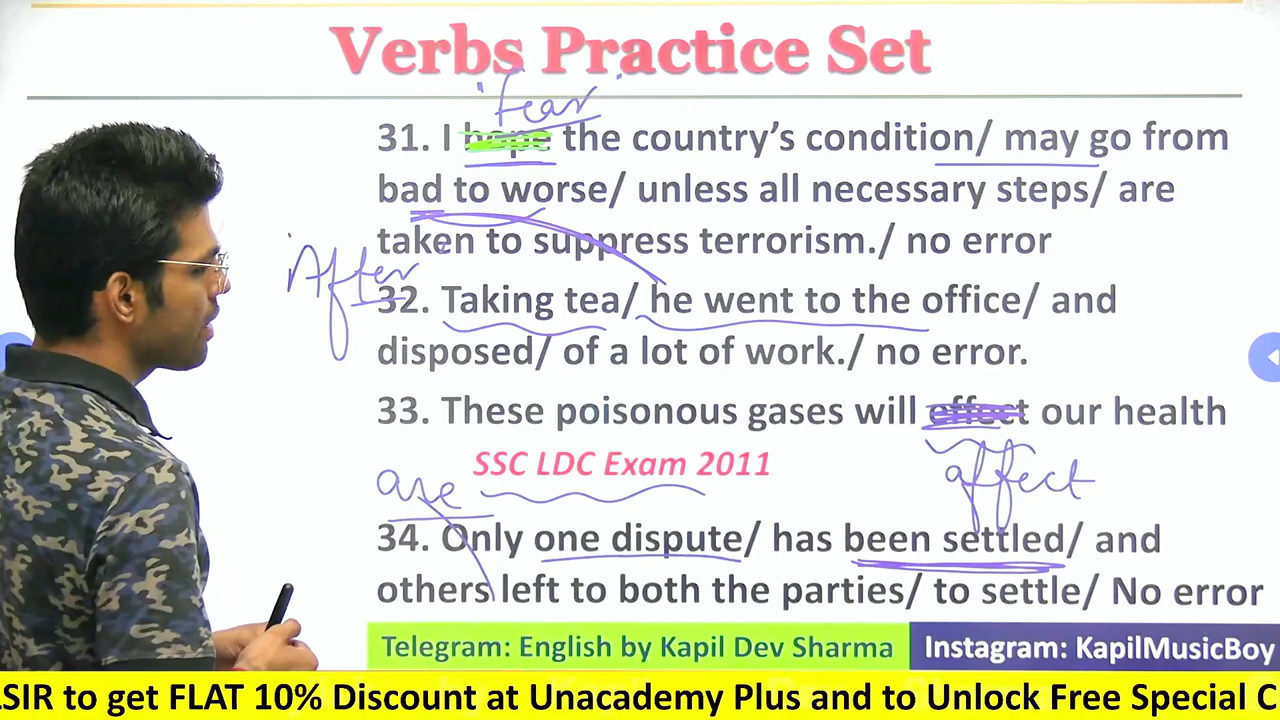 Verbs Practice Set
"Fear"
31. I hope the country's condition/ may go from
bad to worse/ unless all necessary steps/ are
taken to suppress terrorism./ no error
'After'
32. Taking tea/ he went to the office/ and
disposed/ of a lot of work./ no error.
33. These poisonous gases will effect our health
SSC LDC Exam 2011
affect
are
34. Only one dispute/ has been settled/ and
others left to both the parties/ to settle/ No error
Telegram: English by Kapil Dev Sharma
Instagram: KapilMusicBoy
SIR to get FLAT 10% Discount at Unacademy Plus and to Unlock Free Special C